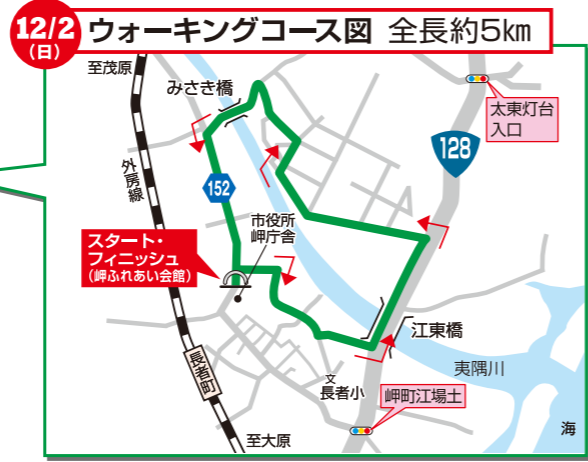 12/2
(日)
ウォーキングコース図 全長約5km
至茂原
みさき橋
太東灯台
入口
128
外房線
152
市役所
岬庁舎
スタート・
フィニッシュ
(岬ふれあい会館)
江東橋
夷隅川
長者町
文
長者小
岬町江場土
海
至大原